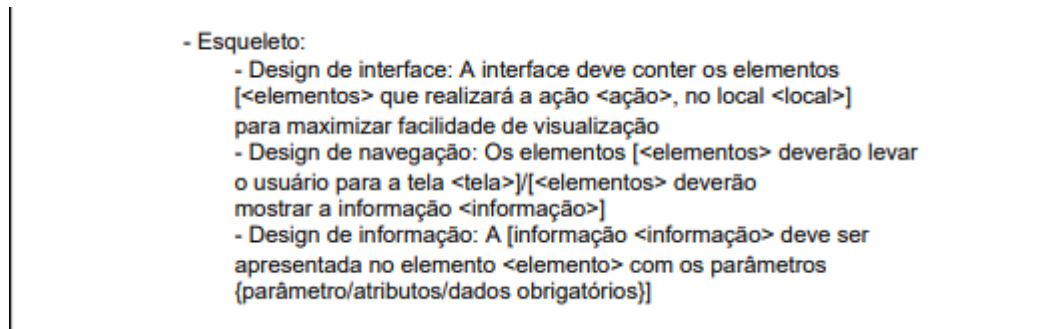 - Esqueleto:
- Design de interface: A interface deve conter os elementos
[<elementos> que realizará a ação <ação>, no local <local>]
para maximizar facilidade de visualização
- Design de navegação: Os elementos [<elementos> deverão levar
o usuário para a tela <tela>]/[<elementos> deverão
mostrar a informação <informação>]
- Design de informação: A [informação <informação> deve ser
apresentada no elemento <elemento> com os parâmetros
{parâmetro/atributos/dados obrigatórios}]